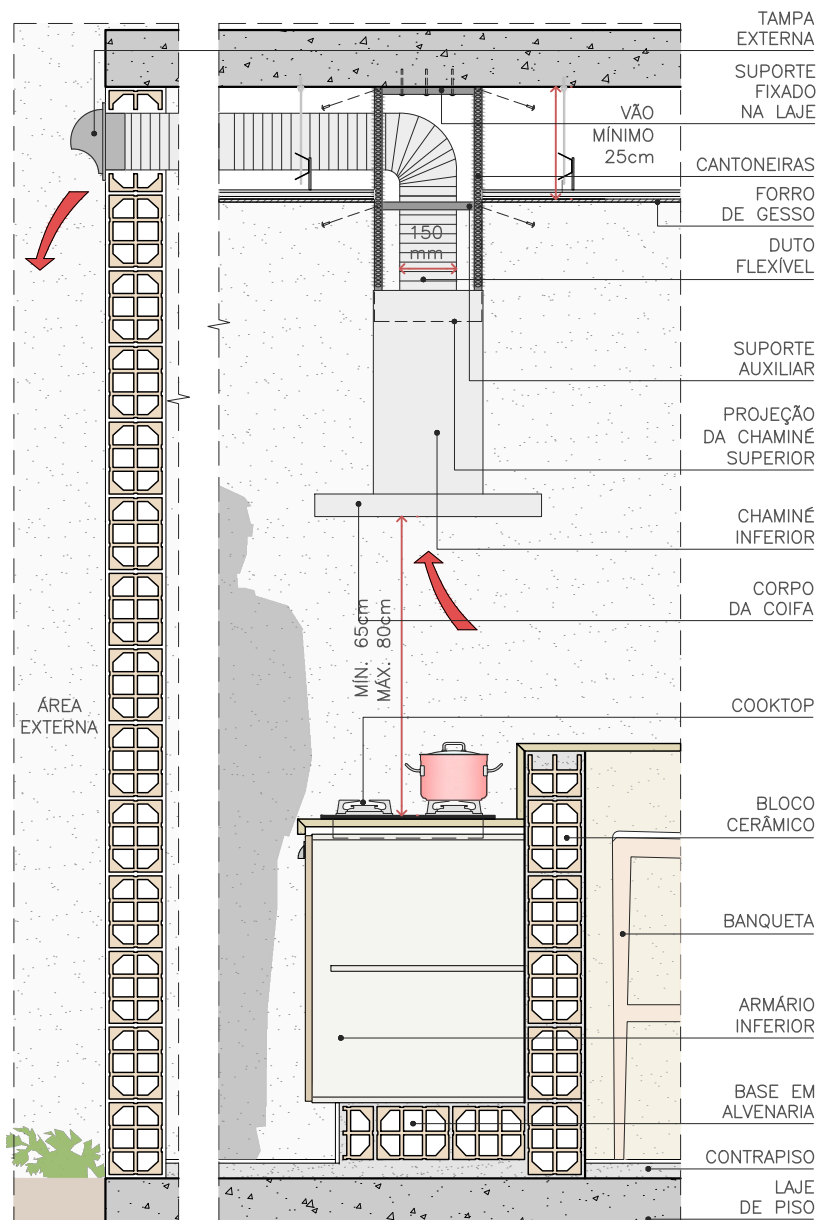 TAMPA
EXTERNA
SUPORTE
FIXADO
NA LAJE
VÃO
MÍNIMO
25cm
CANTONEIRAS
FORRO
DE GESSO
150
mm
DUTO
FLEXÍVEL
SUPORTE
AUXILIAR
PROJEÇÃO
DA CHAMINÉ
SUPERIOR
CHAMINÉ
INFERIOR
CORPO
DA COIFA
MÍN. 65cm
MÁX. 80cm
ÁREA
EXTERNA
COOKTOP
BLOCO
CERÂMICO
BANQUETA
ARMÁRIO
INFERIOR
BASE EM
ALVENARIA
CONTRAPISO
LAJE
DE PISO